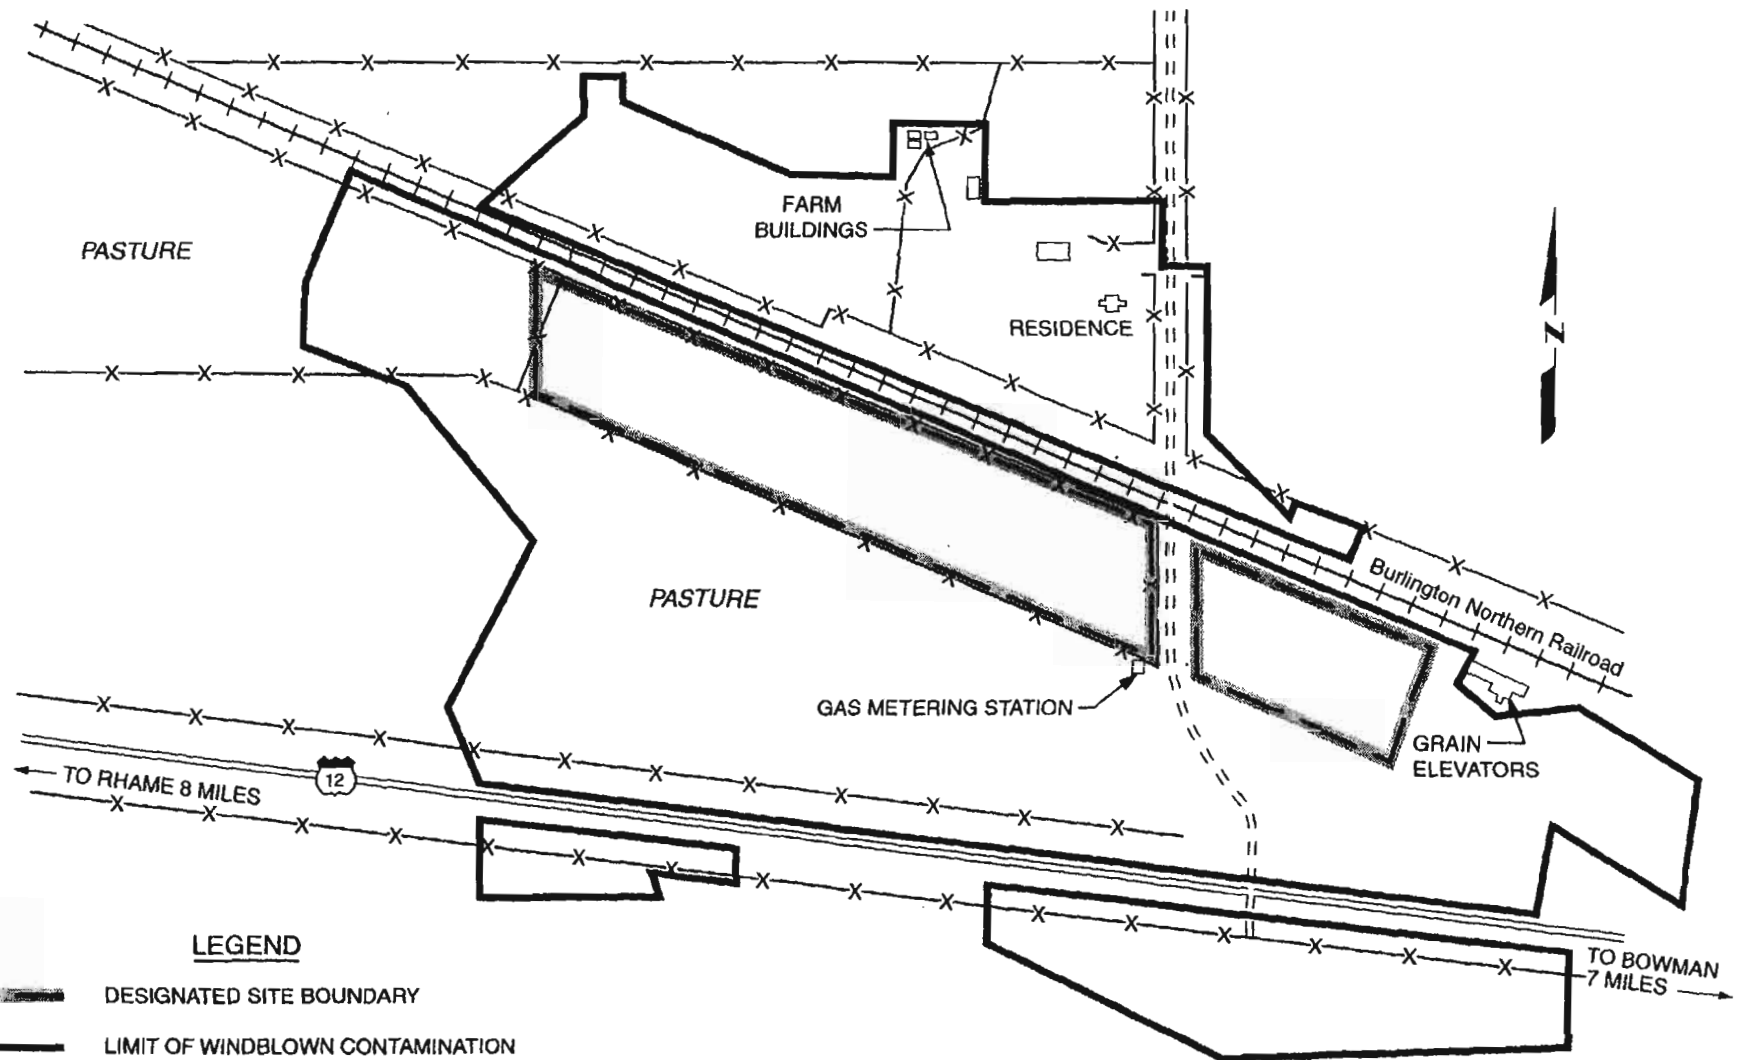 PASTURE
FARM
BUILDINGS
RESIDENCE
N
Burlington Northern Railroad
PASTURE
GAS METERING STATION
GRAIN
ELEVATORS
TO RHAME 8 MILES
12
TO BOWMAN
7 MILES
LEGEND
DESIGNATED SITE BOUNDARY
LIMIT OF WINDBLOWN CONTAMINATION